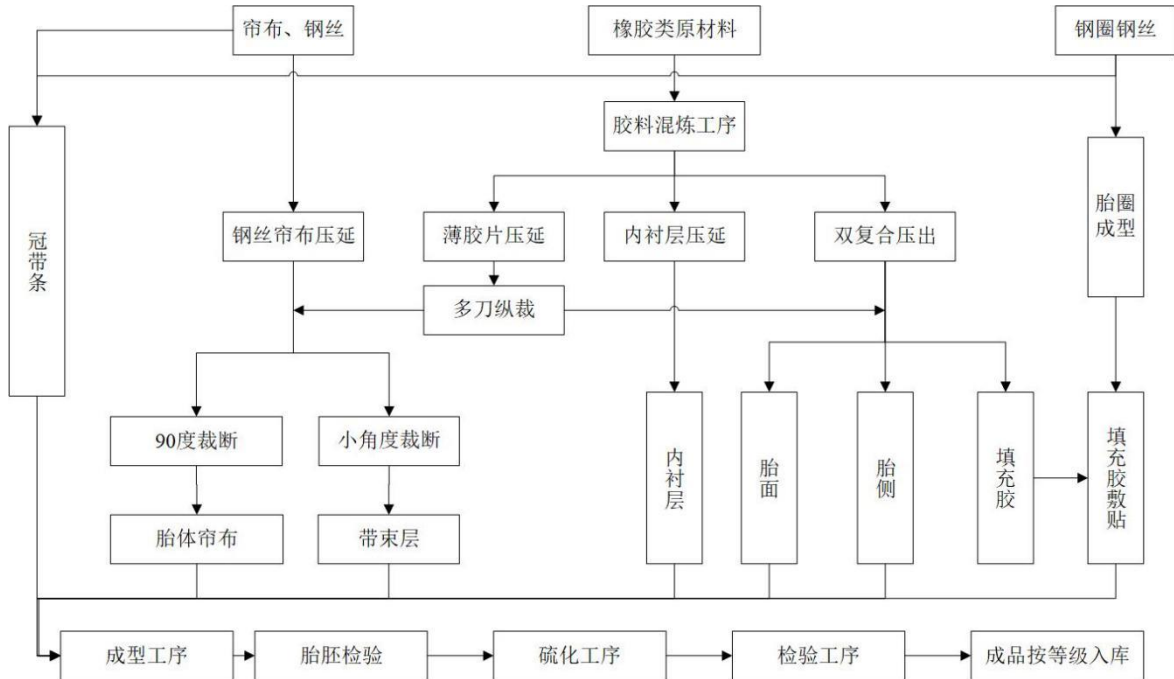 帘布、钢丝
橡胶类原材料
钢圈钢丝
胶料混炼工序
冠带条
胎圈成型
钢丝帘布压延
薄胶片压延
内衬层压延
双复合压出
多刀纵裁
90度裁断
小角度裁断
内衬层
胎面
胎侧
填充胶
填充胶敷贴
胎体帘布
带束层
成型工序
胎胚检验
硫化工序
检验工序
成品按等级入库